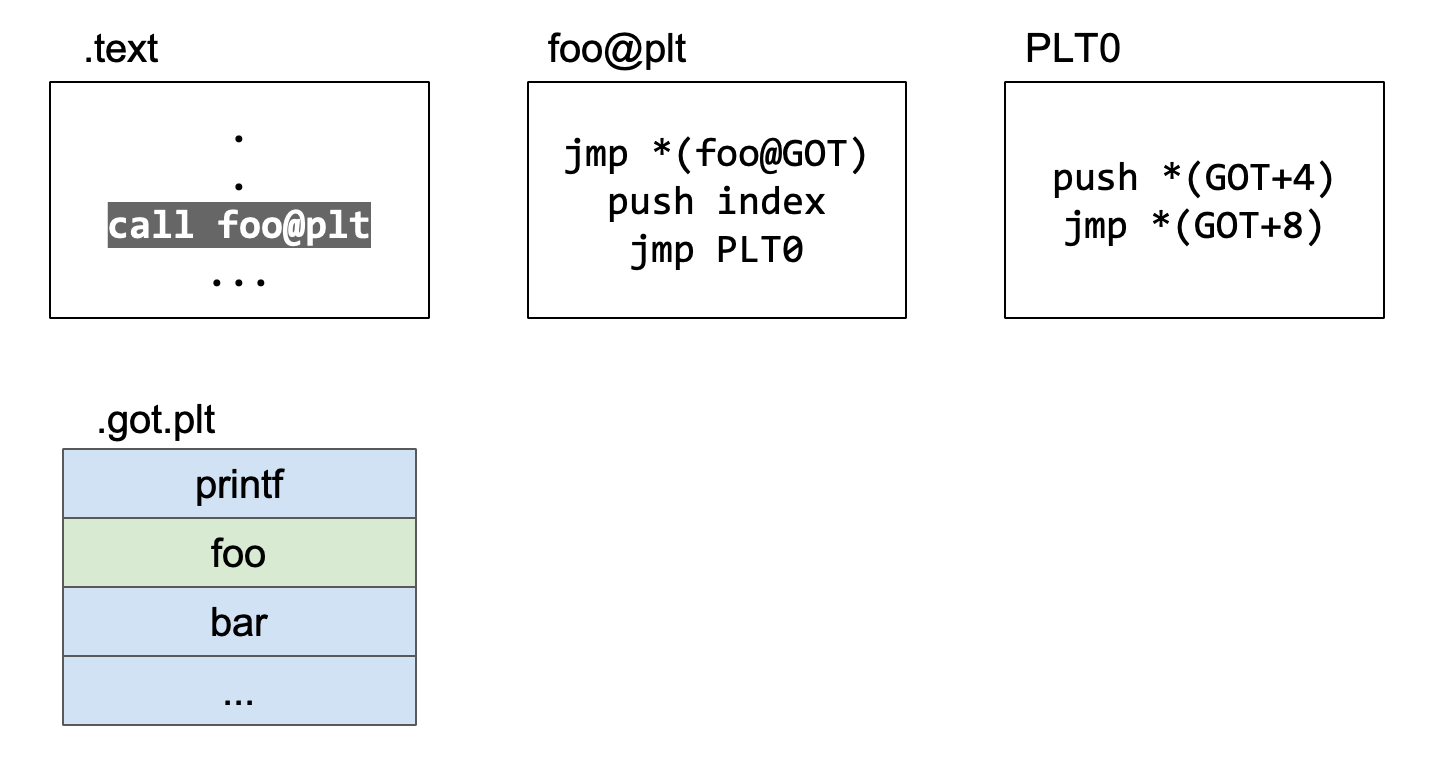 .text
.
.
call foo@plt
...
foo@plt
jmp *(foo@GOT)
push index
jmp PLT0
PLT0
push *(GOT+4)
jmp *(GOT+8)
.got.plt
printf
foo
bar
...